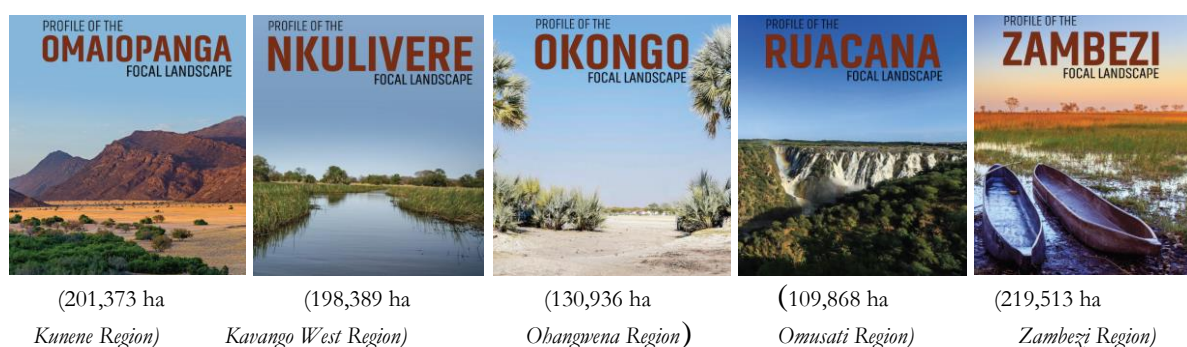 PROFILE OF THE
OMAIOPANGA
FOCAL LANDSCAPE
PROFILE OF THE
NKULIVERE
FOCAL LANDSCAPE
PROFILE OF THE
OKONGO
FOCAL LANDSCAPE
PROFILE OF THE
RUACANA
FOCAL LANDSCAPE
PROFILE OF THE
ZAMBEZI
FOCAL LANDSCAPE
(201,373 ha
Kunene Region)
(198,389 ha
Kavango West Region)
(130,936 ha
Ohangwena Region)
(109,868 ha
Omusati Region)
(219,513 ha
Zambezi Region)